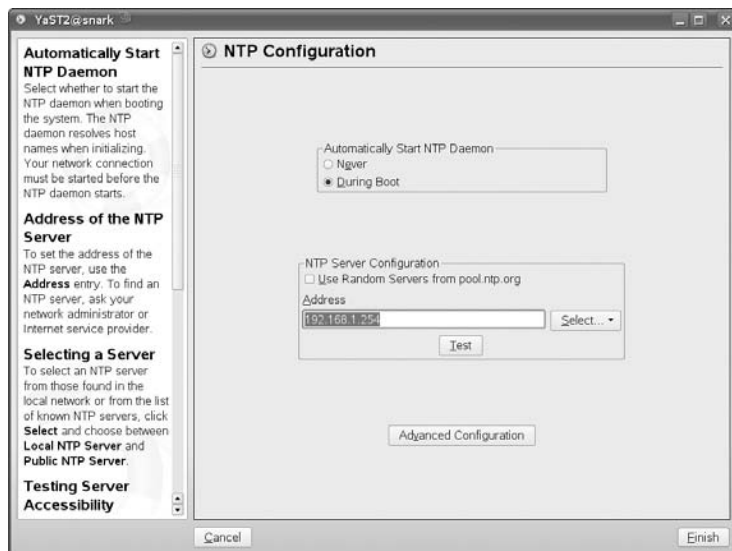 YaST2@snark
Automatically Start
NTP Daemon
Select whether to start the
NTP daemon when booting
the system. The NTP
daemon resolves host
names when initializing.
Your network connection
must be started before the
NTP daemon starts.
Address of the NTP
Server
To set the address of the
NTP server, use the
Address entry. To find an
NTP server, ask your
network administrator or
Internet service provider.
Selecting a Server
To select an NTP server
from those found in the
local network or from the list
of known NTP servers, click
Select and choose between
Local NTP Server and
Public NTP Server.
Testing Server
Accessibility
NTP Configuration
Automatically Start NTP Daemon
Never
During Boot
NTP Server Configuration
Use Random Servers from pool.ntp.org
Address
192.168.1.254
Select...
Test
Advanced Configuration
Cancel
Finish